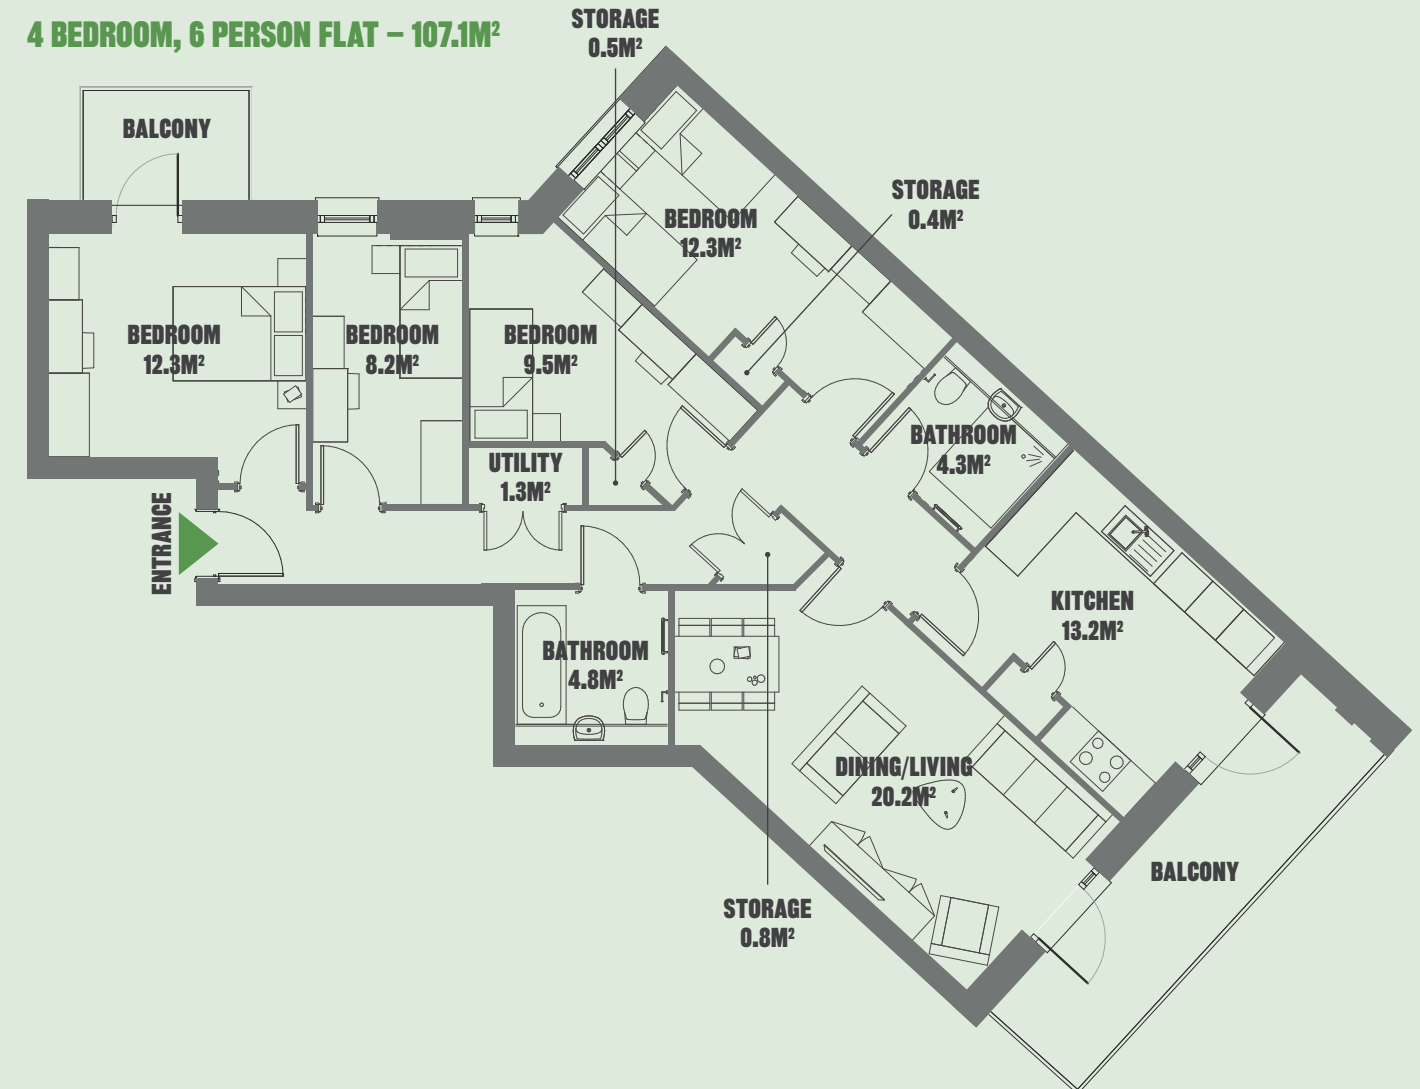 4 BEDROOM, 6 PERSON FLAT – 107.1M²
STORAGE
0.5M²
BALCONY
STORAGE
0.4M²
BEDROOM
12.3M²
BEDROOM
12.3M²
BEDROOM
8.2M²
BEDROOM
9.5M²
BATHROOM
4.3M²
UTILITY
1.3M²
ENTRANCE
KITCHEN
13.2M²
BATHROOM
4.8M²
DINING/LIVING
20.2M²
BALCONY
STORAGE
0.8M²